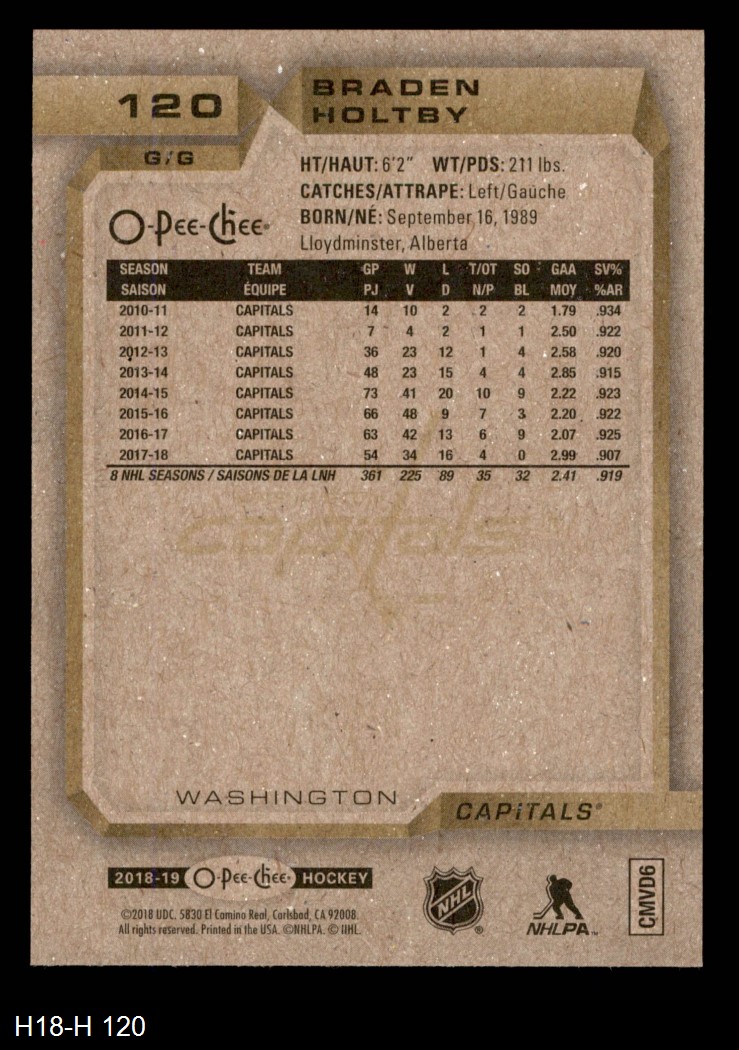 120
BRADEN
HOLTBY
G/G
HT/HAUT: 6'2" WT/PDS: 211 lbs.
CATCHES/ATTRAPE: Left/Gauche
BORN/NÉ: September 16, 1989
Lloydminster, Alberta
O-Pee-Chee
SEASON TEAM GP W L T/OT SO GAA SV%
SAISON ÉQUIPE PJ V D N/P BL MOY %AR
2010-11 CAPITALS 14 10 2 2 2 1.79 .934
2011-12 CAPITALS 7 4 2 1 1 2.50 .922
2012-13 CAPITALS 36 23 12 1 4 2.58 .920
2013-14 CAPITALS 48 23 15 4 4 2.85 .915
2014-15 CAPITALS 73 41 20 10 9 2.22 .923
2015-16 CAPITALS 66 48 9 7 3 2.20 .922
2016-17 CAPITALS 63 42 13 6 9 2.07 .925
2017-18 CAPITALS 54 34 16 4 0 2.99 .907
8 NHL SEASONS / SAISONS DE LA LNH 361 225 89 35 32 2.41 .919
capitals
WASHINGTON
CAPITALS®
2018-19 O-Pee-Chee HOCKEY
©2018 UDC. 5830 El Camino Real, Carlsbad, CA 92008.
All rights reserved. Printed in the USA. ©NHLPA. © NHL.
NHL ®
NHLPA™
CMVD6
H18-H 120